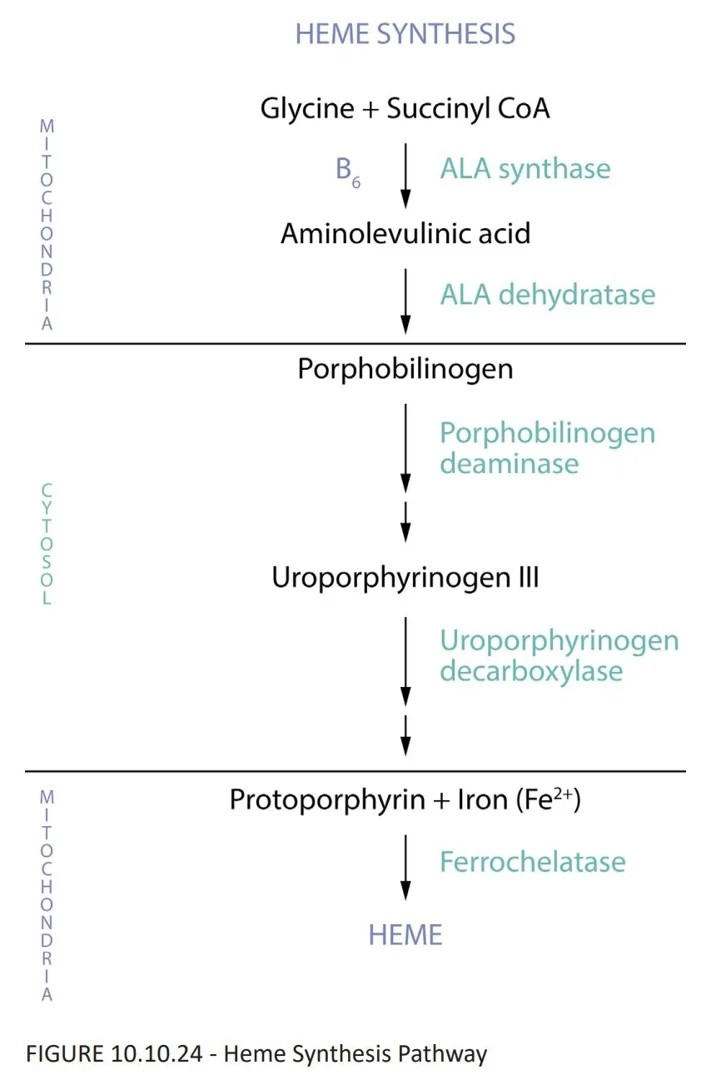 HEME SYNTHESIS
MITOCHONDRIA
Glycine + Succinyl CoA
B₆
ALA synthase
Aminolevulinic acid
ALA dehydratase
CYTOSOL
Porphobilinogen
Porphobilinogen
deaminase
Uroporphyrinogen III
Uroporphyrinogen
decarboxylase
MITOCHONDRIA
Protoporphyrin + Iron (Fe²⁺)
Ferrochelatase
HEME
FIGURE 10.10.24 - Heme Synthesis Pathway